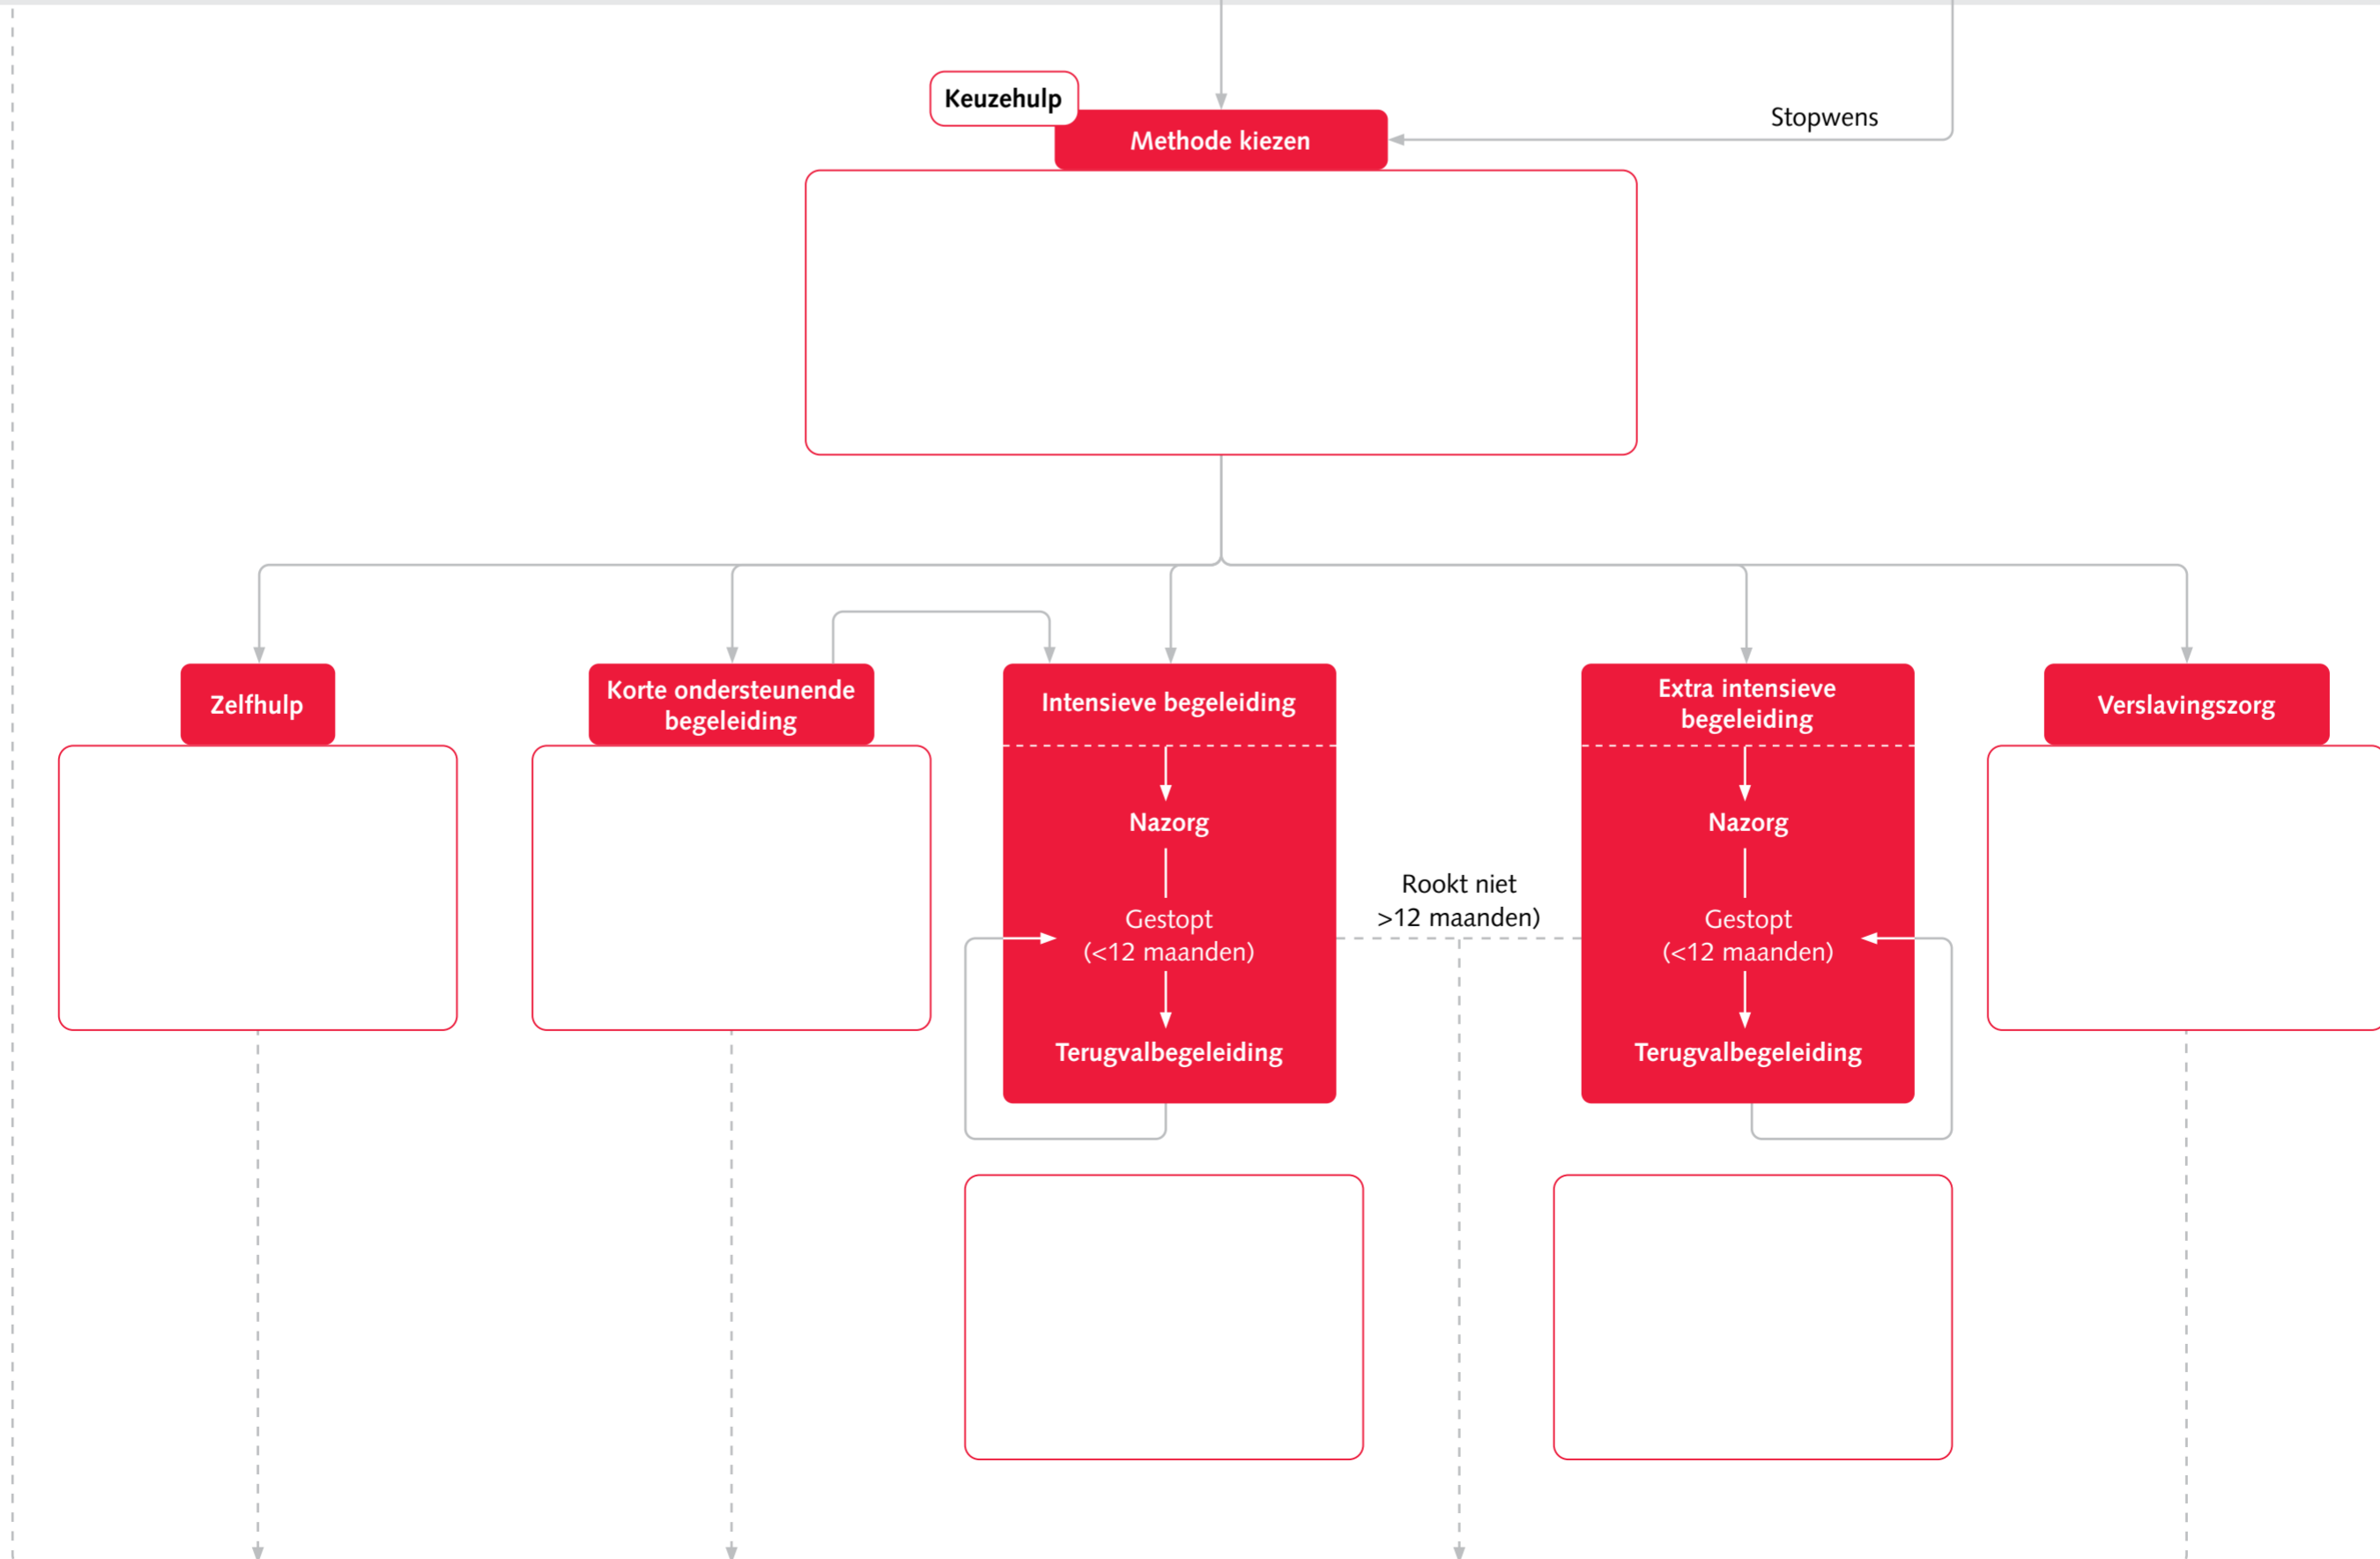 Keuzehulp
Methode kiezen
Stopwens
Zelfhulp
Korte ondersteunende
begeleiding
Intensieve begeleiding
Nazorg
Gestopt
(<12 maanden)
Terugvalbegeleiding
Rookt niet
>12 maanden)
Extra intensieve
begeleiding
Nazorg
Gestopt
(<12 maanden)
Terugvalbegeleiding
Verslavingszorg